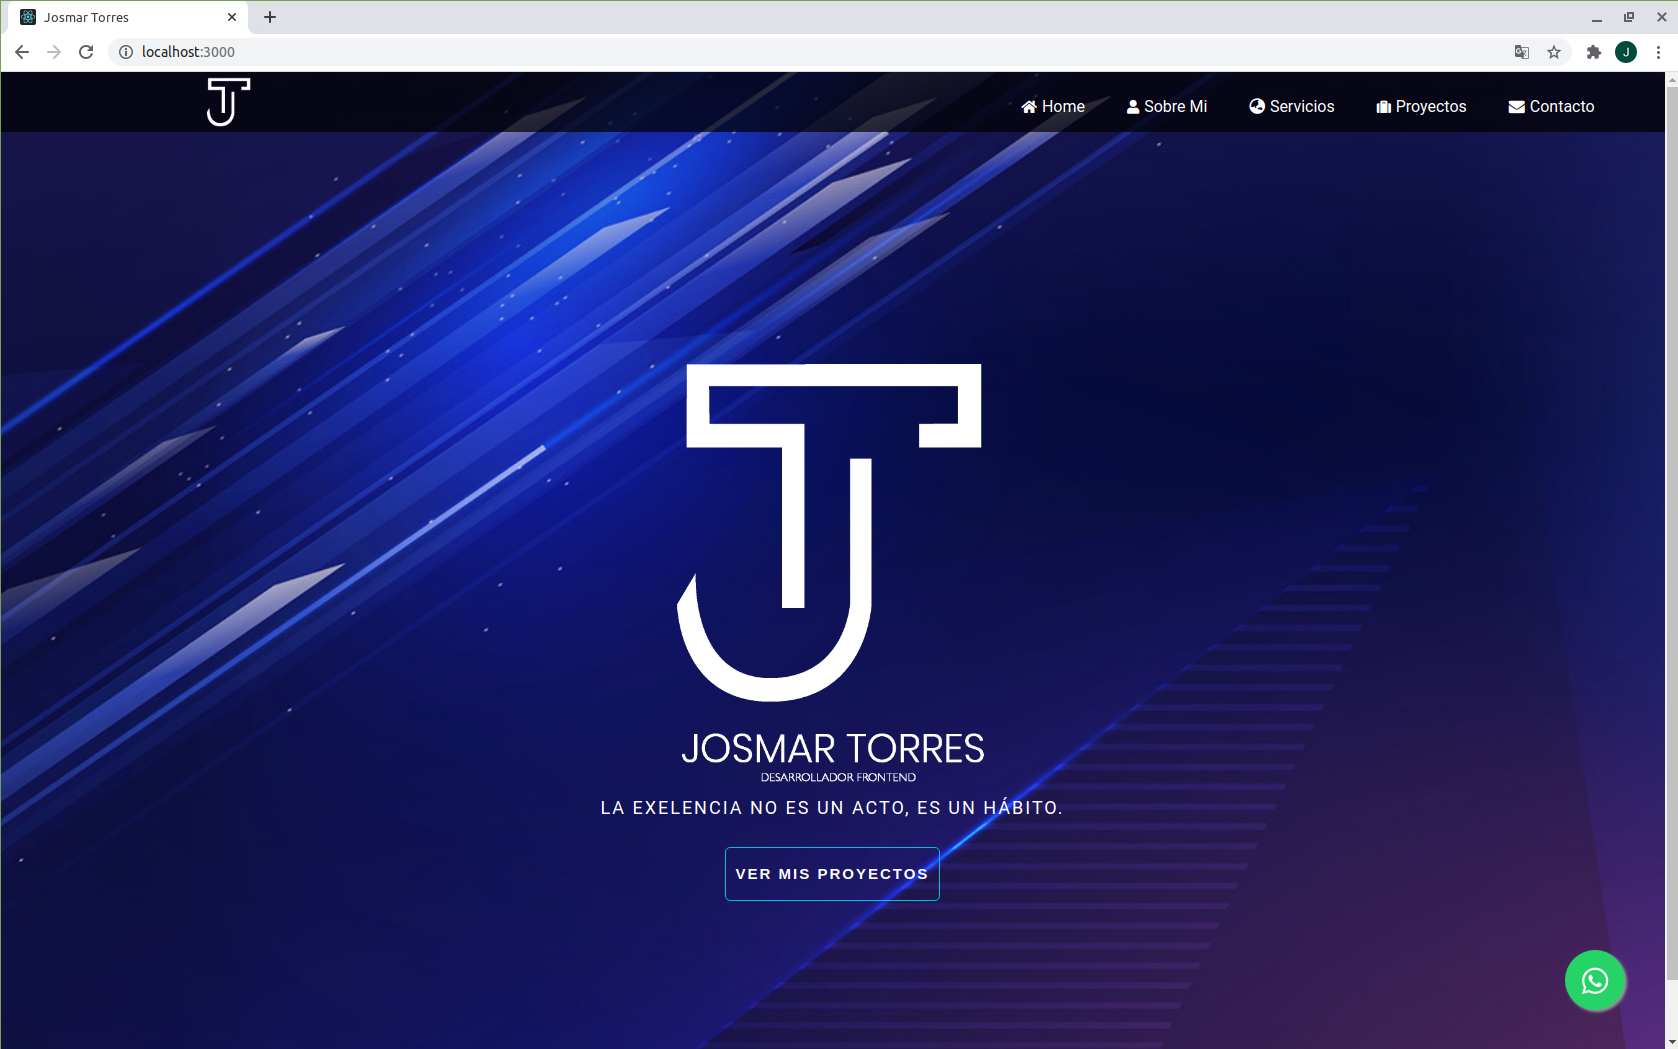 Josmar Torres
localhost:3000
J
Home Sobre Mi Servicios Proyectos Contacto
JOSMAR TORRES
DESARROLLADOR FRONTEND
LA EXELENCIA NO ES UN ACTO, ES UN HÁBITO.
VER MIS PROYECTOS